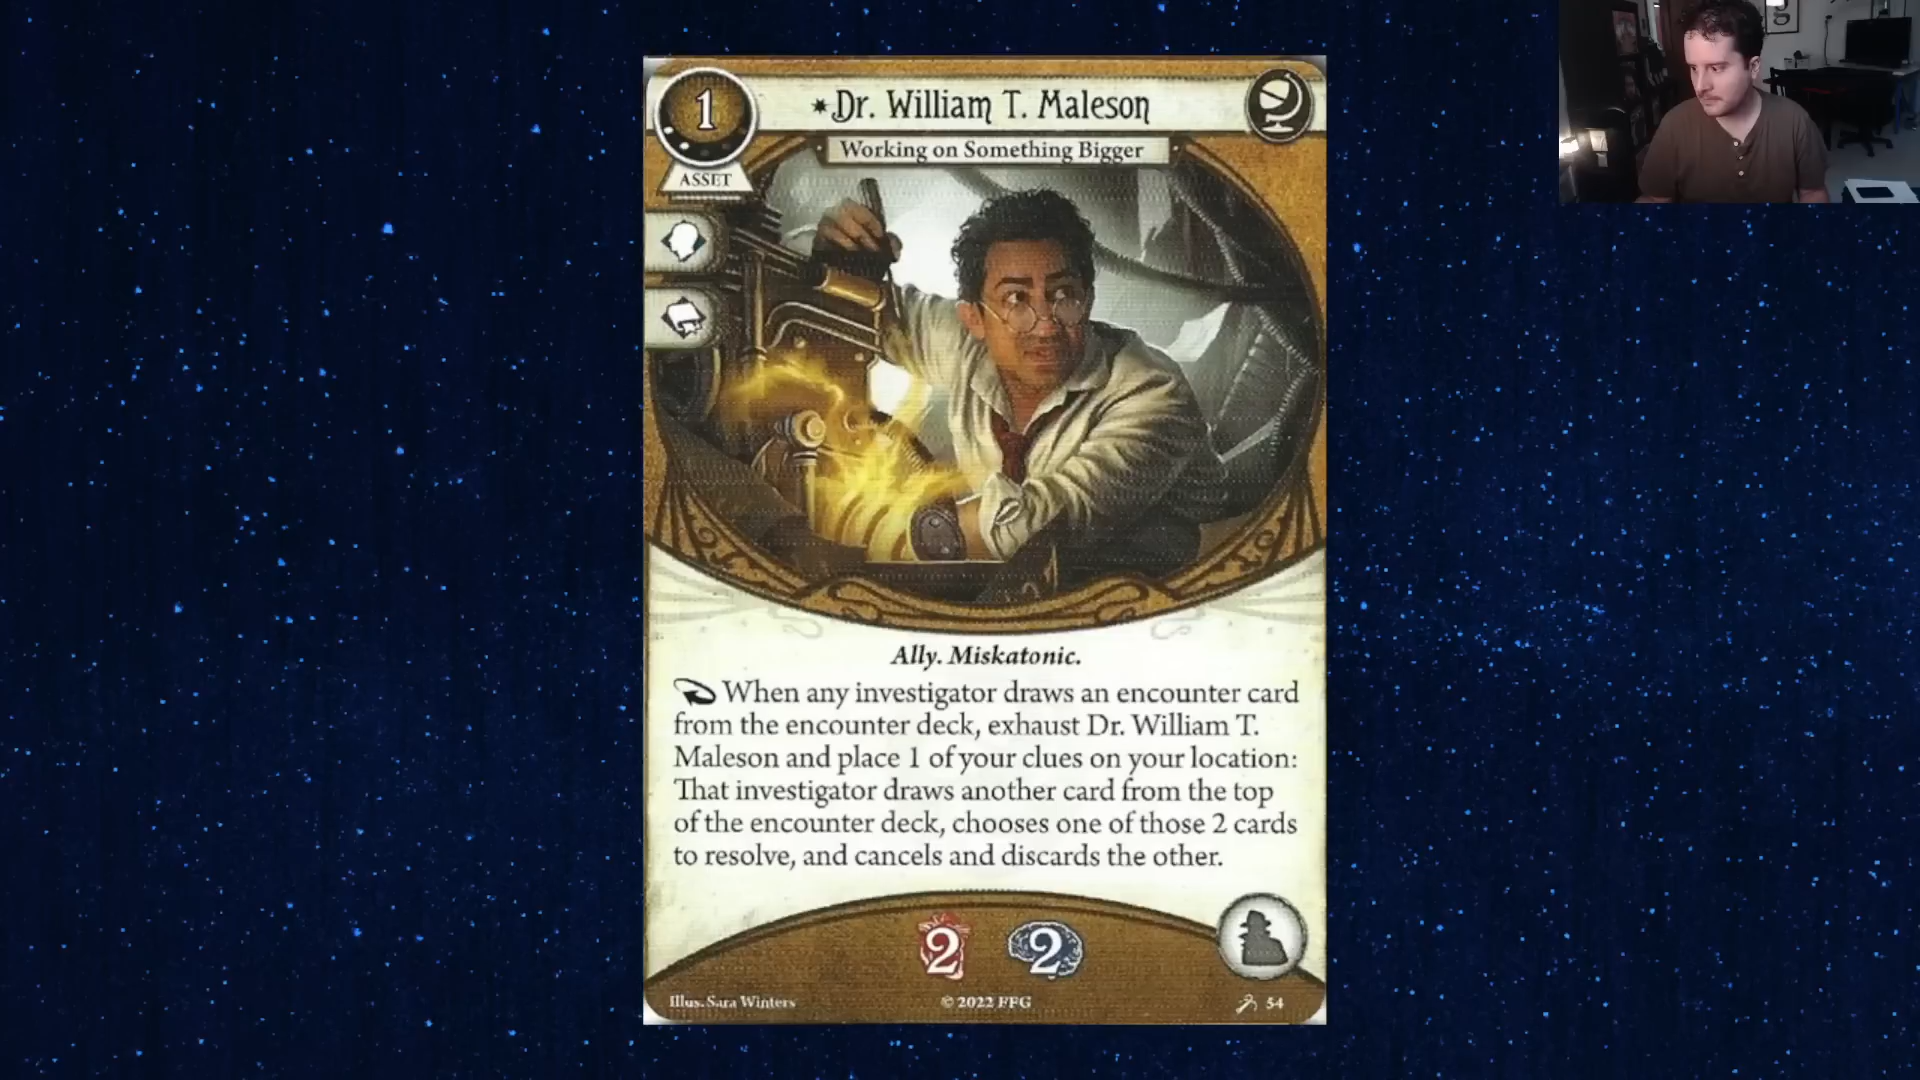 1
*Dr. William T. Maleson
Working on Something Bigger
ASSET
Ally. Miskatonic.
When any investigator draws an encounter card
from the encounter deck, exhaust Dr. William T.
Maleson and place 1 of your clues on your location:
That investigator draws another card from the top
of the encounter deck, chooses one of those 2 cards
to resolve, and cancels and discards the other.
2 2
Illus. Sara Winters © 2022 FFG 54